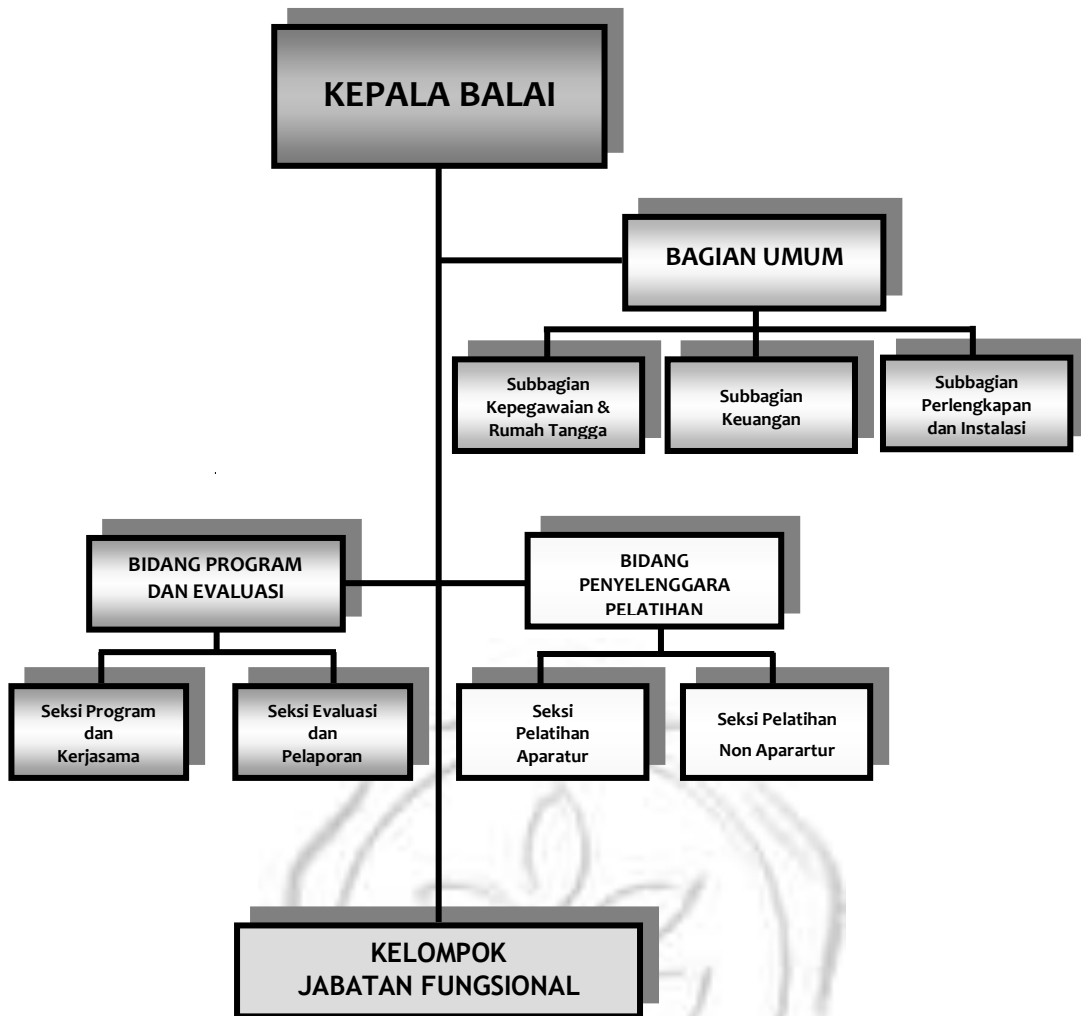 KEPALA BALAI
BAGIAN UMUM
Subbagian
Kepegawaian &
Rumah Tangga
Subbagian
Keuangan
Subbagian
Perlengkapan
dan Instalasi
BIDANG PROGRAM
DAN EVALUASI
BIDANG
PENYELENGGARA
PELATIHAN
Seksi Program
dan
Kerjasama
Seksi Evaluasi
dan
Pelaporan
Seksi
Pelatihan
Aparatur
Seksi Pelatihan
Non Aparartur
KELOMPOK
JABATAN FUNGSIONAL